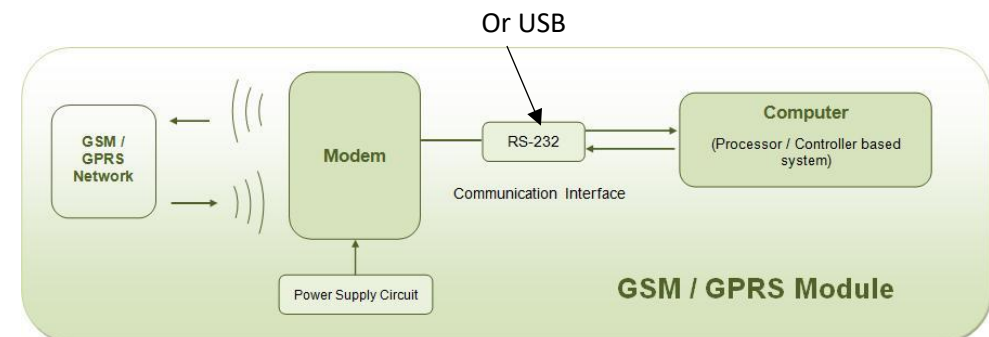 Or USB
GSM /
GPRS
Network
Modem
RS-232
Communication Interface
Computer
(Processor / Controller based
system)
Power Supply Circuit
GSM / GPRS Module